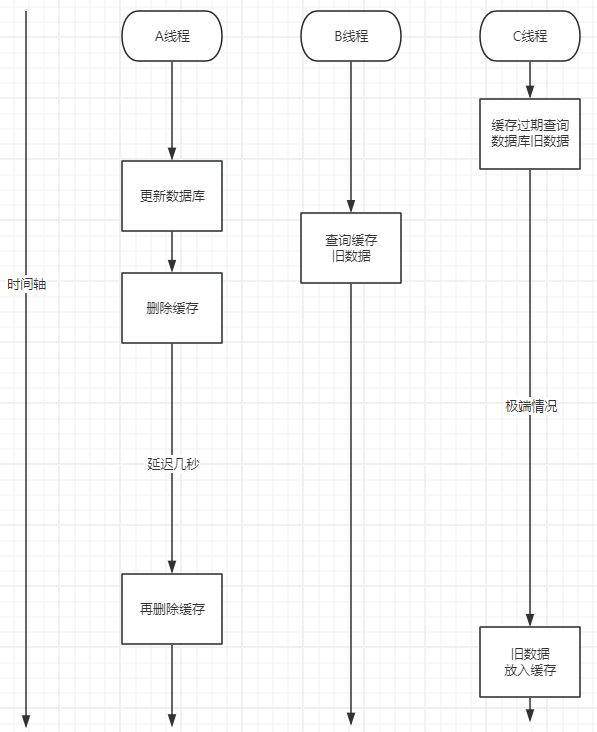 A线程
B线程
C线程
缓存过期查询
数据库旧数据
更新数据库
查询缓存
旧数据
时间轴
删除缓存
极端情况
延迟几秒
再删除缓存
旧数据
放入缓存